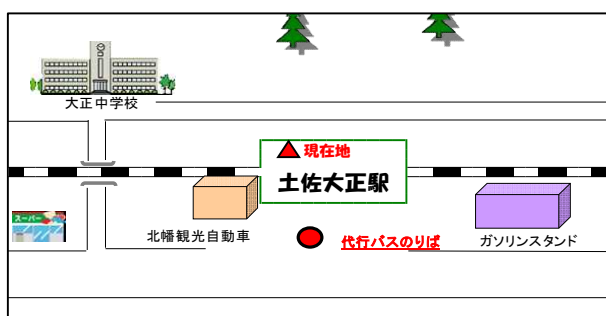 大正中学校
▲現在地
土佐大正駅
スーパー
北幡観光自動車
代行バスのりば
ガソリンスタンド